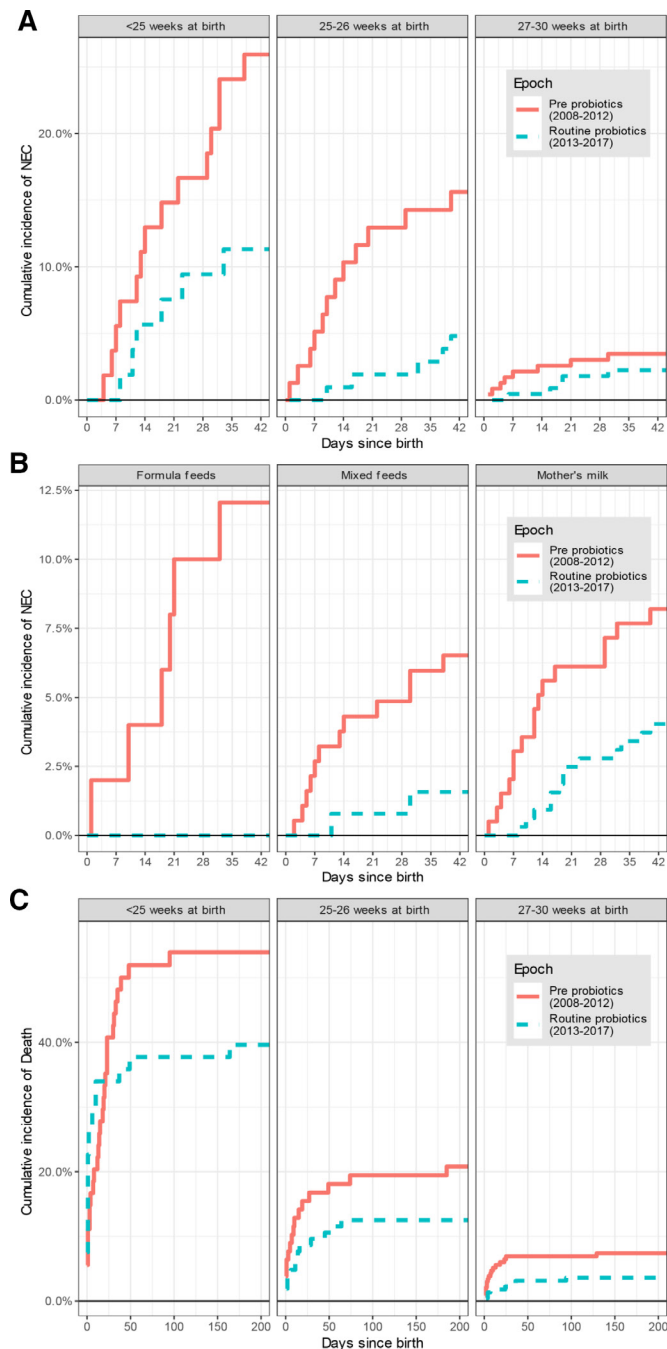 A
<25 weeks at birth 25-26 weeks at birth 27-30 weeks at birth
Cumulative incidence of NEC
20.0%
10.0%
0.0%
Epoch
Pre probiotics
(2008-2012)
Routine probiotics
(2013-2017)
0 7 14 21 28 35 42 0 7 14 21 28 35 42 0 7 14 21 28 35 42
Days since birth
B
Formula feeds Mixed feeds Mother's milk
Cumulative incidence of NEC
12.5%
10.0%
7.5%
5.0%
2.5%
0.0%
Epoch
Pre probiotics
(2008-2012)
Routine probiotics
(2013-2017)
0 7 14 21 28 35 42 0 7 14 21 28 35 42 0 7 14 21 28 35 42
Days since birth
C
<25 weeks at birth 25-26 weeks at birth 27-30 weeks at birth
Cumulative incidence of Death
40.0%
20.0%
0.0%
Epoch
Pre probiotics
(2008-2012)
Routine probiotics
(2013-2017)
0 50 100 150 200 0 50 100 150 200 0 50 100 150 200
Days since birth